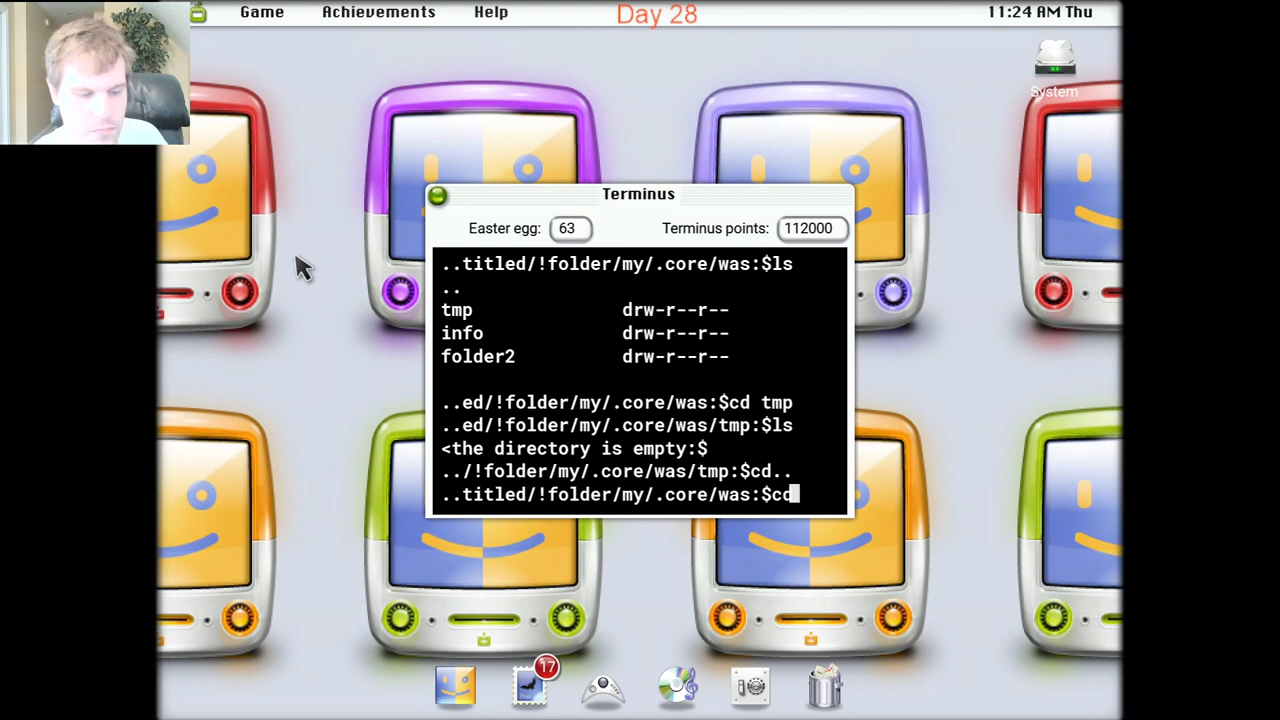 Game Achievements Help Day 28 11:24 AM Thu
System
Terminus
Easter egg: 63 Terminus points: 112000
..titled/!folder/my/.core/was:$ls
..
tmp drw-r--r--
info drw-r--r--
folder2 drw-r--r--
..ed/!folder/my/.core/was:$cd tmp
..ed/!folder/my/.core/was/tmp:$ls
<the directory is empty:$
../!folder/my/.core/was/tmp:$cd..
..titled/!folder/my/.core/was:$cd
17